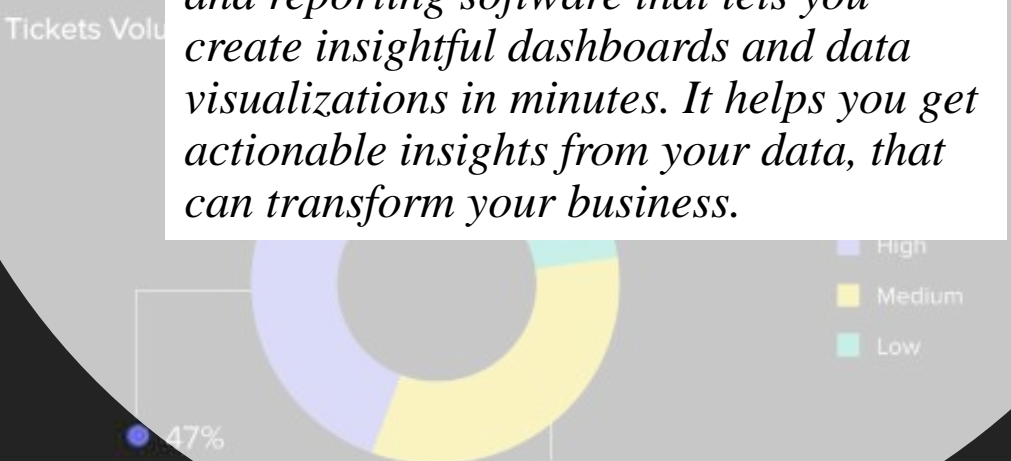 and reporting software that lets you
Tickets Volu
create insightful dashboards and data
visualizations in minutes. It helps you get
actionable insights from your data, that
can transform your business.
High
Medium
Low
47%